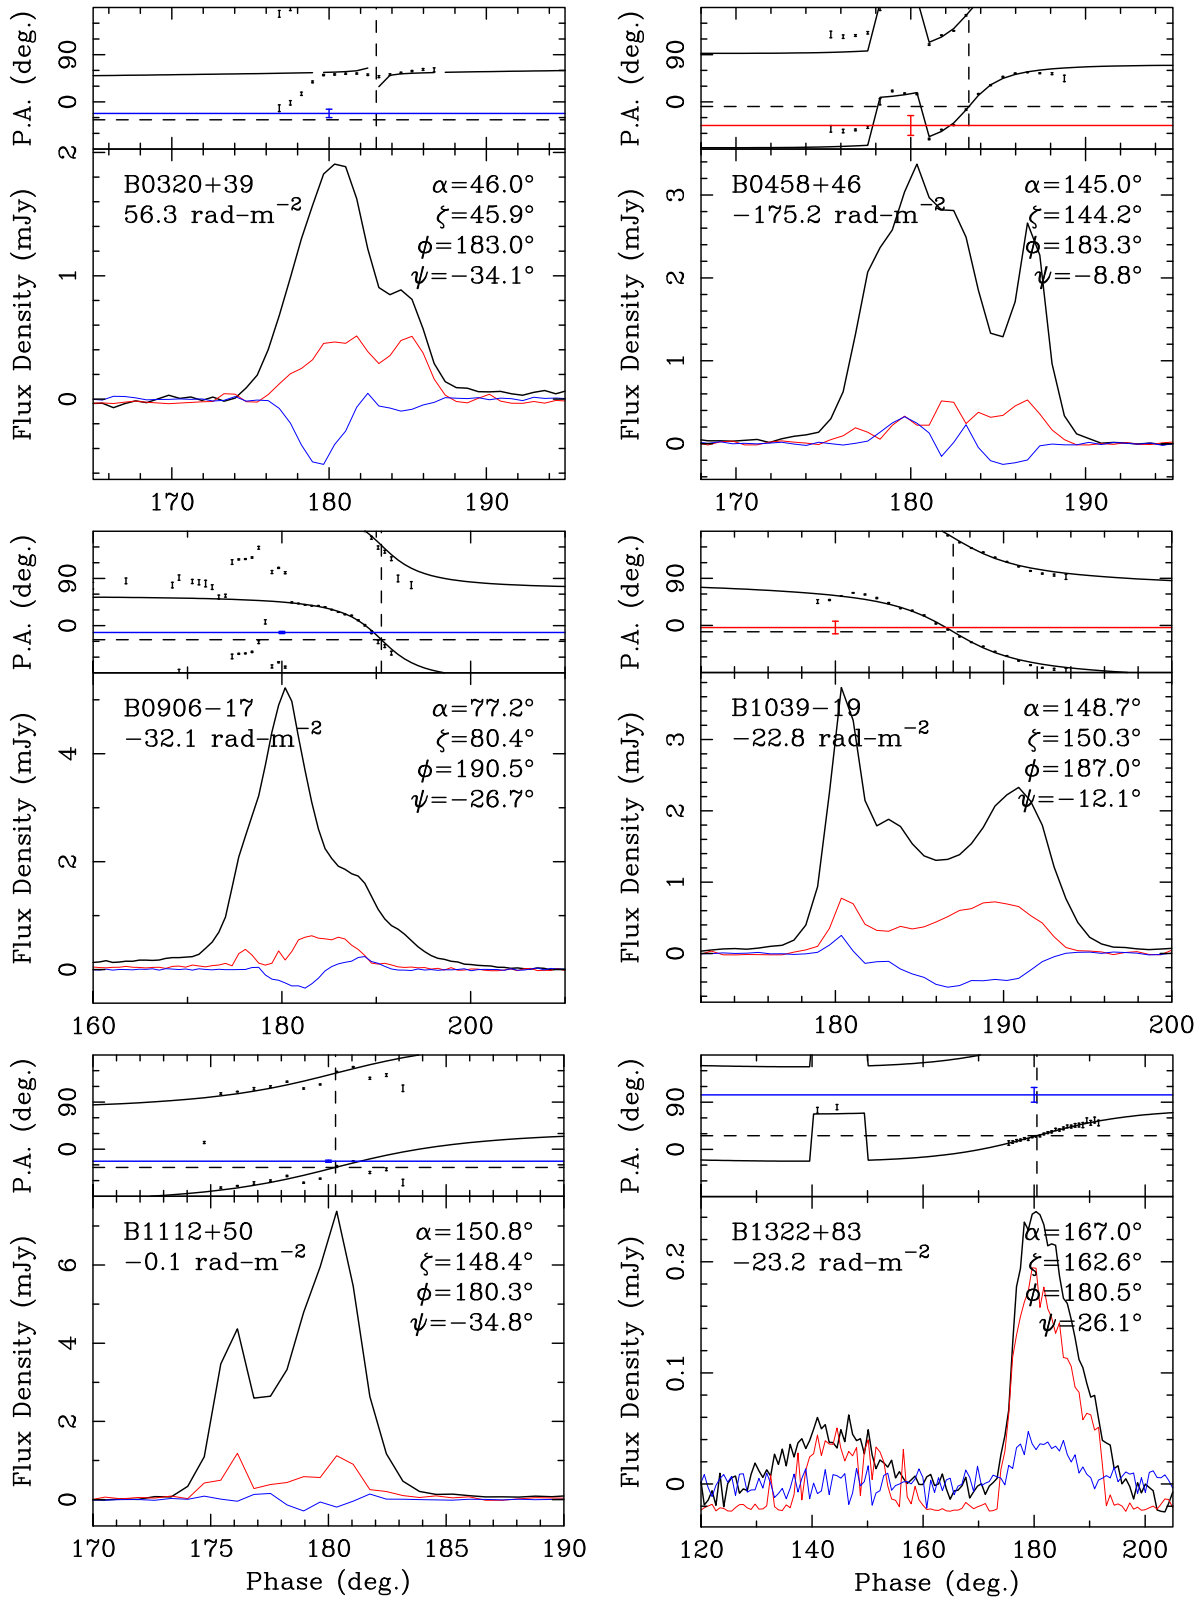 P.A. (deg.)
90
0
B0320+39
56.3 rad−m−2
α=46.0°
ζ=45.9°
ϕ=183.0°
ψ=−34.1°
Flux Density (mJy)
2
1
0
170 180 190
P.A. (deg.)
90
0
B0458+46
−175.2 rad−m−2
α=145.0°
ζ=144.2°
ϕ=183.3°
ψ=−8.8°
Flux Density (mJy)
3
2
1
0
170 180 190
P.A. (deg.)
90
0
B0906−17
−32.1 rad−m−2
α=77.2°
ζ=80.4°
ϕ=190.5°
ψ=−26.7°
Flux Density (mJy)
4
2
0
160 180 200
P.A. (deg.)
90
0
B1039−19
−22.8 rad−m−2
α=148.7°
ζ=150.3°
ϕ=187.0°
ψ=−12.1°
Flux Density (mJy)
3
2
1
0
180 190 200
P.A. (deg.)
90
0
B1112+50
−0.1 rad−m−2
α=150.8°
ζ=148.4°
ϕ=180.3°
ψ=−34.8°
Flux Density (mJy)
6
4
2
0
170 175 180 185 190
Phase (deg.)
P.A. (deg.)
90
0
B1322+83
−23.2 rad−m−2
α=167.0°
ζ=162.6°
ϕ=180.5°
ψ=26.1°
Flux Density (mJy)
0.2
0.1
0
120 140 160 180 200
Phase (deg.)